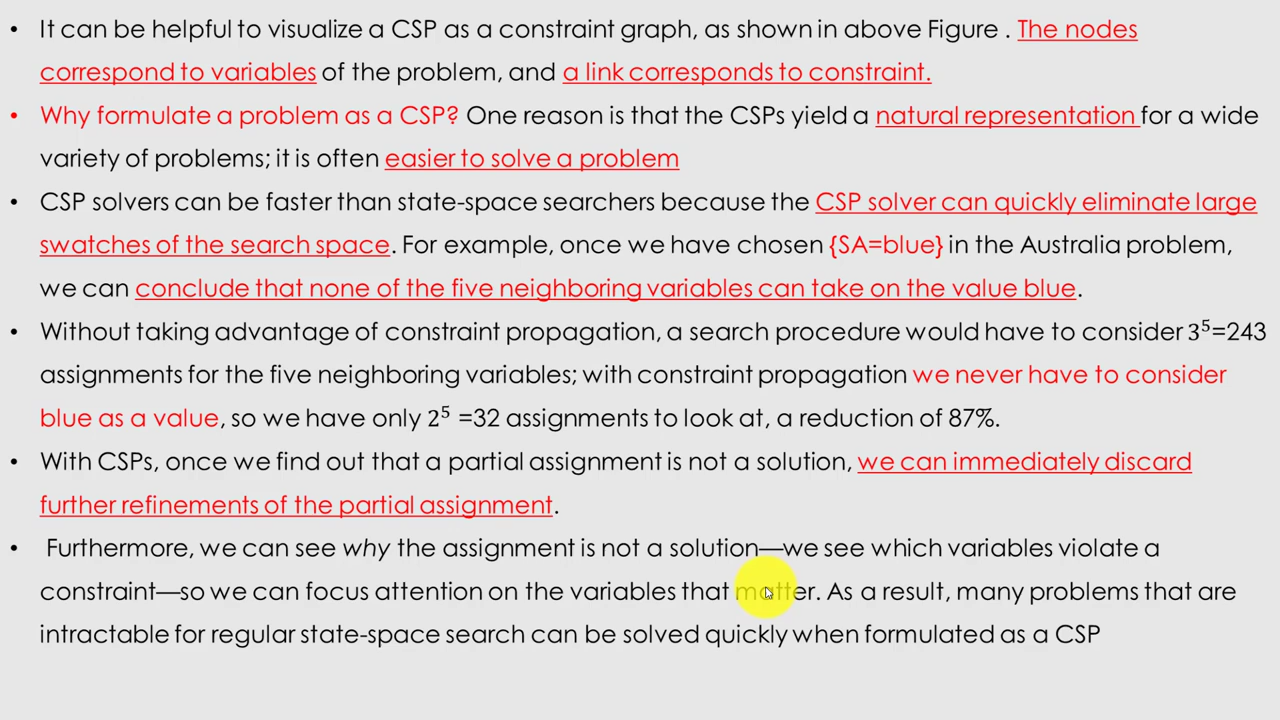 • It can be helpful to visualize a CSP as a constraint graph, as shown in above Figure . The nodes
correspond to variables of the problem, and a link corresponds to constraint.
• Why formulate a problem as a CSP? One reason is that the CSPs yield a natural representation for a wide
variety of problems; it is often easier to solve a problem
• CSP solvers can be faster than state-space searchers because the CSP solver can quickly eliminate large
swatches of the search space. For example, once we have chosen {SA=blue} in the Australia problem,
we can conclude that none of the five neighboring variables can take on the value blue.
• Without taking advantage of constraint propagation, a search procedure would have to consider 3⁵=243
assignments for the five neighboring variables; with constraint propagation we never have to consider
blue as a value, so we have only 2⁵ =32 assignments to look at, a reduction of 87%.
• With CSPs, once we find out that a partial assignment is not a solution, we can immediately discard
further refinements of the partial assignment.
• Furthermore, we can see why the assignment is not a solution—we see which variables violate a
constraint—so we can focus attention on the variables that matter. As a result, many problems that are
intractable for regular state-space search can be solved quickly when formulated as a CSP